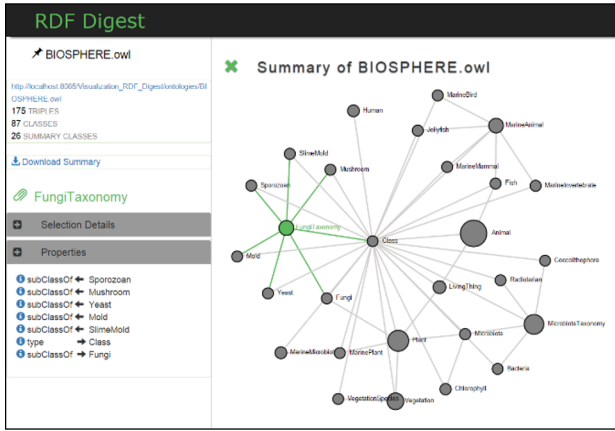 RDF Digest
BIOSPHERE.owl
http://localhost:8085/Visualization_RDF_Digest/ontologies/BI
OSPHERE.owl
175 TRIPLES
87 CLASSES
26 SUMMARY CLASSES
Download Summary
FungiTaxonomy
Selection Details
Properties
subClassOf ← Sporozoan
subClassOf ← Mushroom
subClassOf ← Yeast
subClassOf ← Mold
subClassOf ← SlimeMold
type → Class
subClassOf → Fungi
Summary of BIOSPHERE.owl
MarineBird
Human
Jellyfish
MarineAnimal
SlimeMold
Mushroom
MarineMammal
Sporozoan
Fish
MarineInvertebrate
FungiTaxonomy
Class
Animal
Mold
Coccolithophore
Radiolarian
Yeast
Fungi
LivingThing
MicrobiotaTaxonomy
Plant
Microbiota
MarineMicrobiota
MarinePlant
Bacteria
Chlorophyll
VegetationSpecies
Vegetation